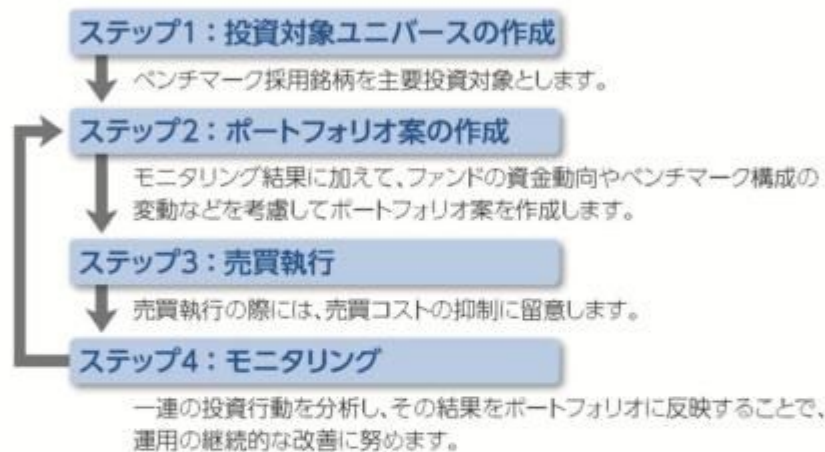 ステップ1：投資対象ユニバースの作成
ベンチマーク採用銘柄を主要投資対象とします。
ステップ2：ポートフォリオ案の作成
モニタリング結果に加えて、ファンドの資金動向やベンチマーク構成の
変動などを考慮してポートフォリオ案を作成します。
ステップ3：売買執行
売買執行の際には、売買コストの抑制に留意します。
ステップ4：モニタリング
一連の投資行動を分析し、その結果をポートフォリオに反映することで、
運用の継続的な改善に努めます。